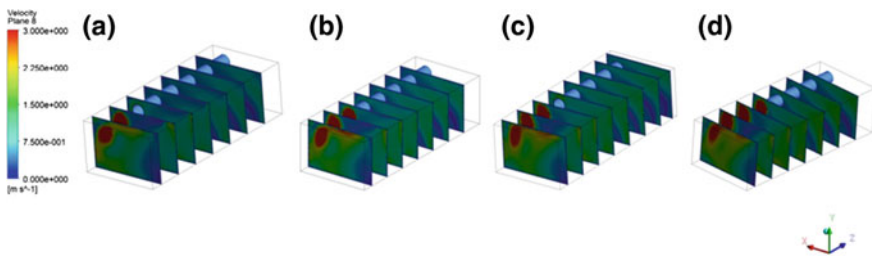 Velocity
Plane 8
3.000e+000
2.250e+000
1.500e+000
7.500e-001
0.000e+000
[m s^-1]
(a)
(b)
(c)
(d)
Y
X
Z